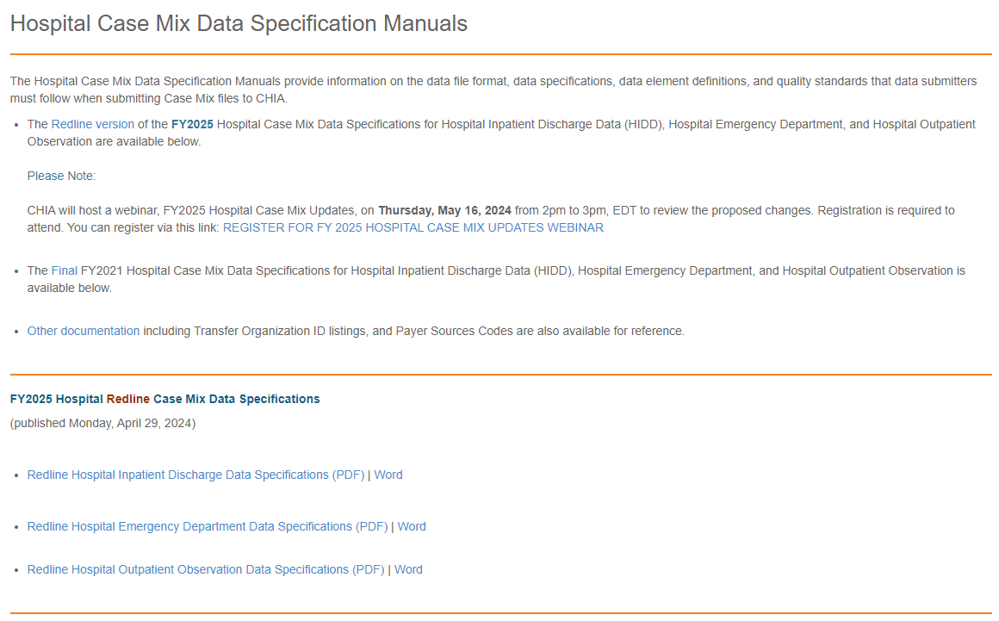 Hospital Case Mix Data Specification Manuals
The Hospital Case Mix Data Specification Manuals provide information on the data file format, data specifications, data element definitions, and quality standards that data submitters
must follow when submitting Case Mix files to CHIA.
• The Redline version of the FY2025 Hospital Case Mix Data Specifications for Hospital Inpatient Discharge Data (HIDD), Hospital Emergency Department, and Hospital Outpatient
Observation are available below.
Please Note:
CHIA will host a webinar, FY2025 Hospital Case Mix Updates, on Thursday, May 16, 2024 from 2pm to 3pm, EDT to review the proposed changes. Registration is required to
attend. You can register via this link: REGISTER FOR FY 2025 HOSPITAL CASE MIX UPDATES WEBINAR
• The Final FY2021 Hospital Case Mix Data Specifications for Hospital Inpatient Discharge Data (HIDD), Hospital Emergency Department, and Hospital Outpatient Observation is
available below.
• Other documentation including Transfer Organization ID listings, and Payer Sources Codes are also available for reference.
FY2025 Hospital Redline Case Mix Data Specifications
(published Monday, April 29, 2024)
• Redline Hospital Inpatient Discharge Data Specifications (PDF) | Word
• Redline Hospital Emergency Department Data Specifications (PDF) | Word
• Redline Hospital Outpatient Observation Data Specifications (PDF) | Word